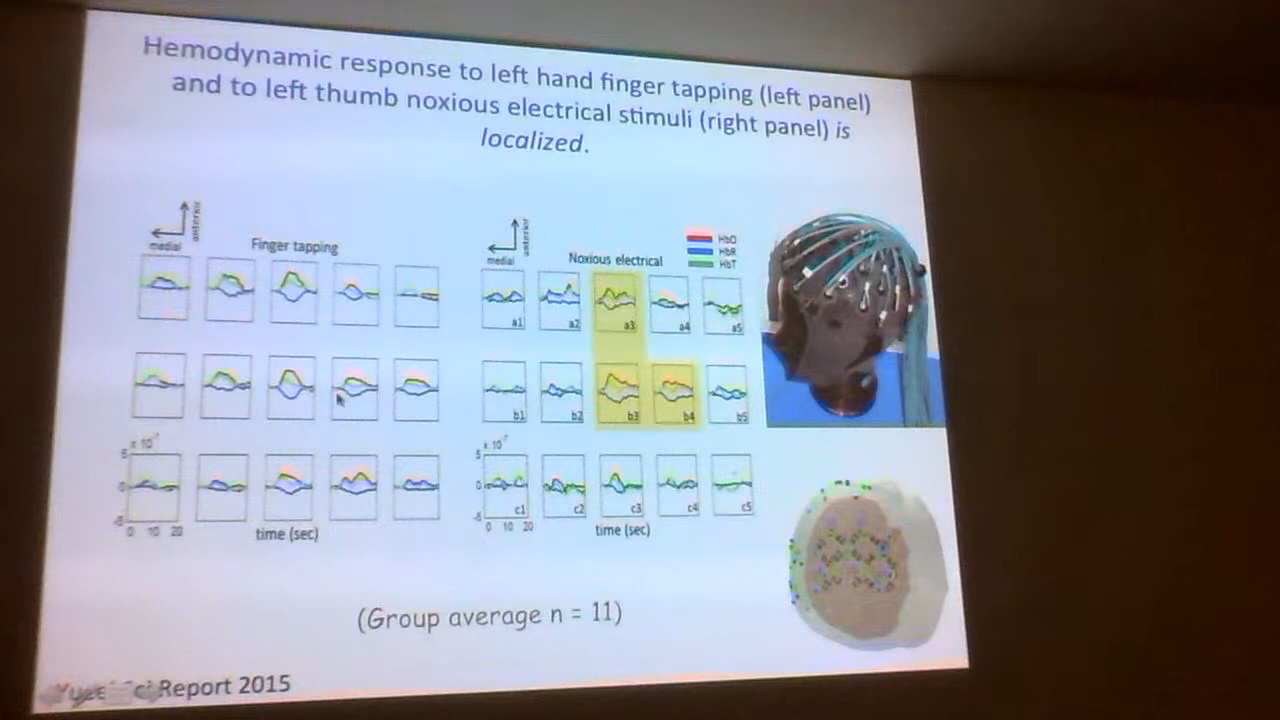 Hemodynamic response to left hand finger tapping (left panel)
and to left thumb noxious electrical stimuli (right panel) is
localized.
anterior
medial
Finger tapping
anterior
medial
Noxious electrical
HbO
HbR
HbT
a1 a2 a3 a4 a5
b1 b2 b3 b4 b5
x 10⁻⁷
5
0
-5
0 10 20
time (sec)
x 10⁻⁷
5
0
-5
c1 c2 c3 c4 c5
0 10 20
time (sec)
(Group average n = 11)
Report 2015